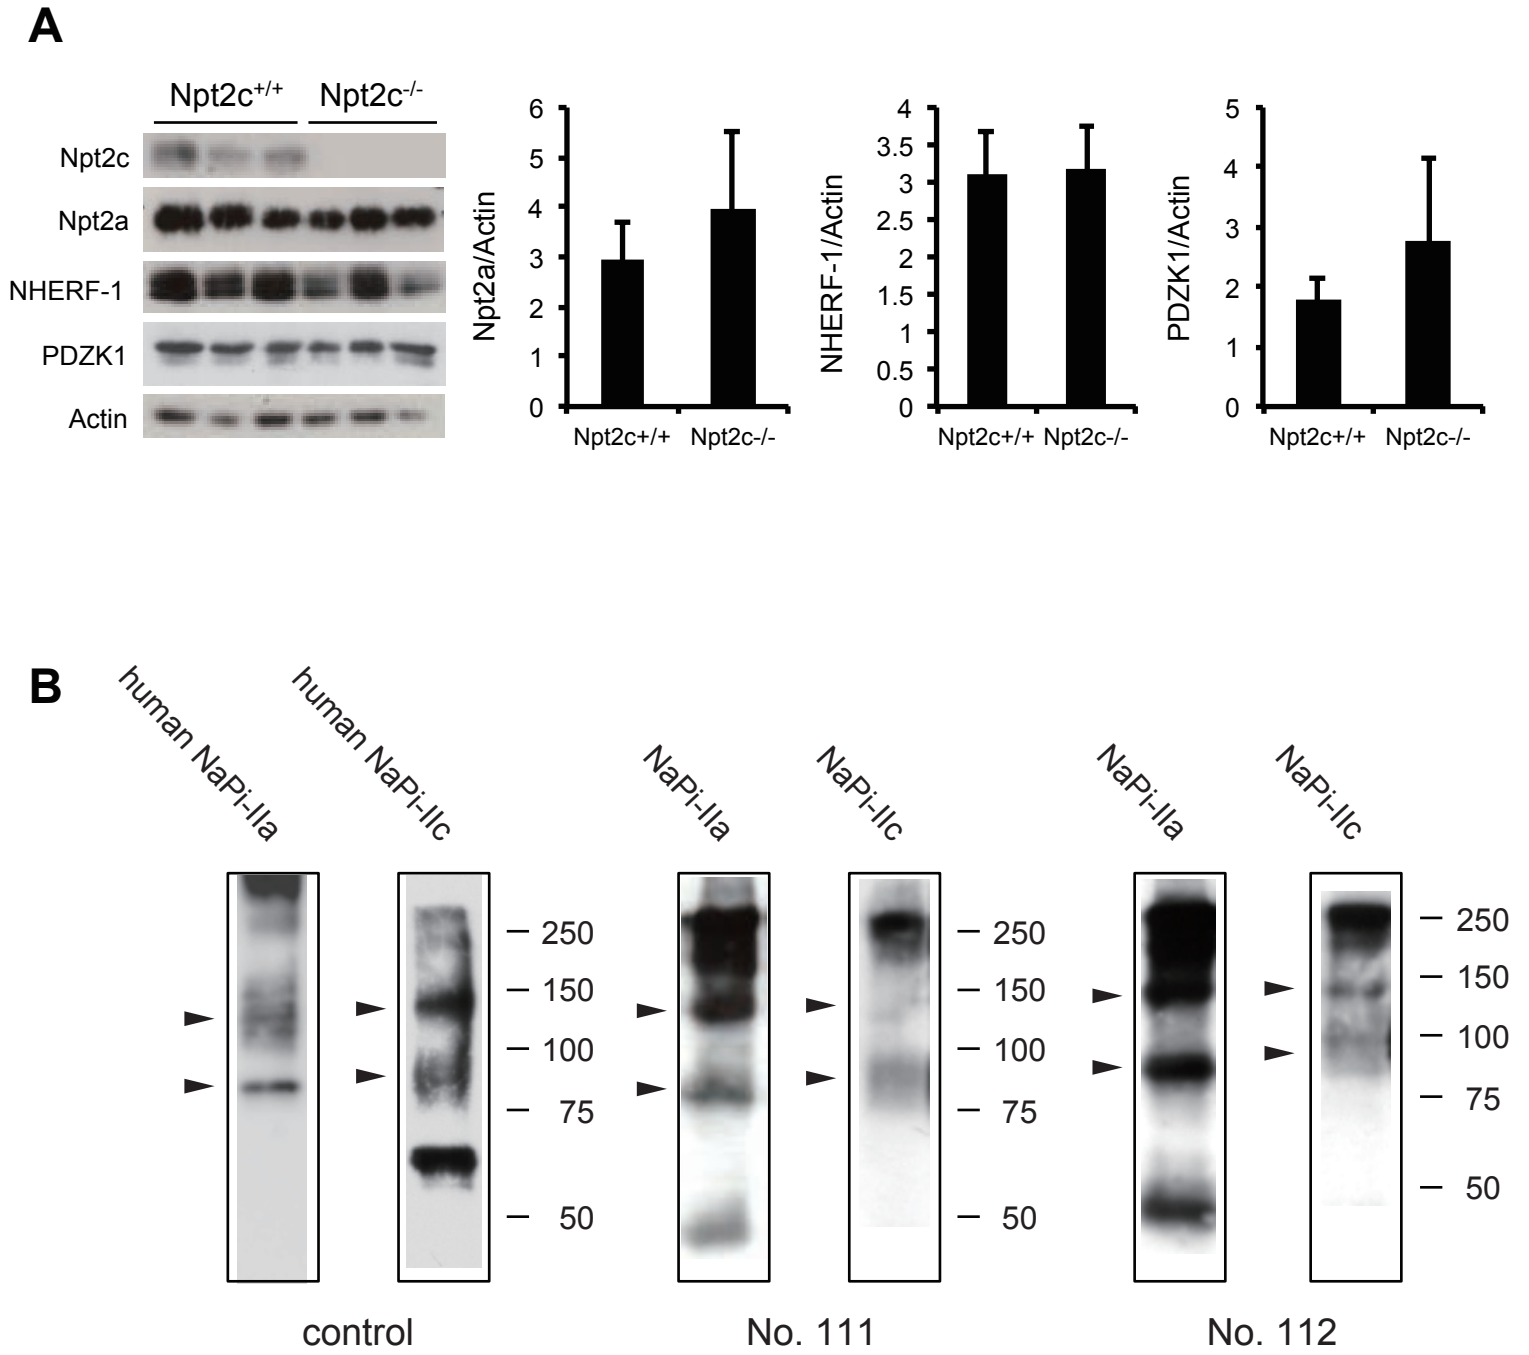 A
Npt2c+/+ Npt2c-/-
Npt2c
Npt2a
NHERF-1
PDZK1
Actin
Npt2a/Actin
6
5
4
3
2
1
0
Npt2c+/+ Npt2c-/-
NHERF-1/Actin
4
3.5
3
2.5
2
1.5
1
0.5
0
Npt2c+/+ Npt2c-/-
PDZK1/Actin
5
4
3
2
1
0
Npt2c+/+ Npt2c-/-
B
human NaPi-IIa
human NaPi-IIc
250
150
100
75
50
control
NaPi-IIa
NaPi-IIc
250
150
100
75
50
No. 111
NaPi-IIa
NaPi-IIc
250
150
100
75
50
No. 112